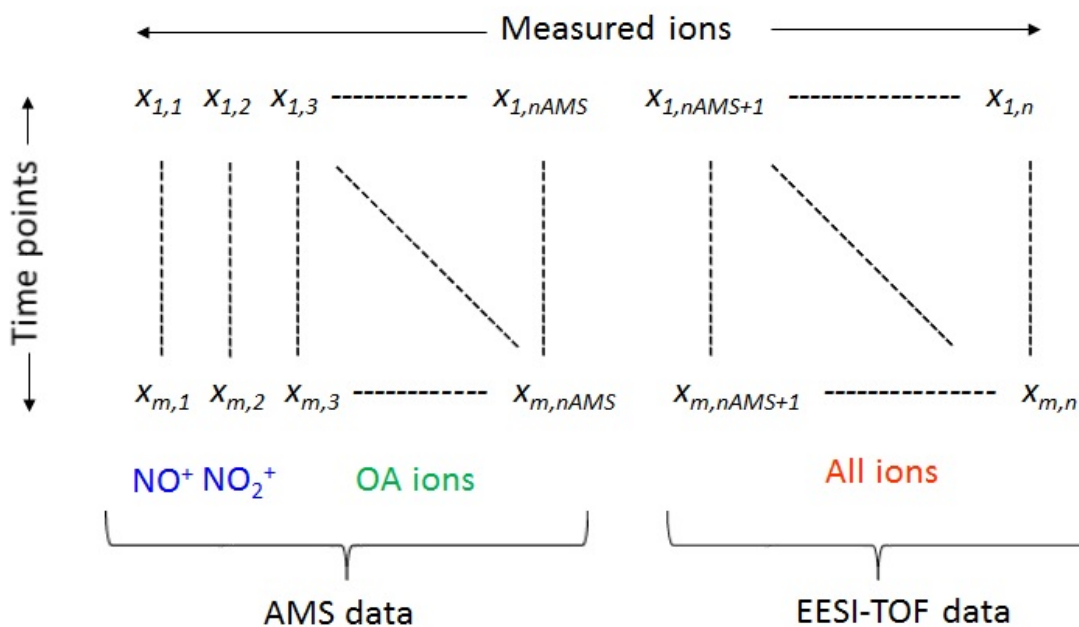 Measured ions
x1,1 x1,2 x1,3 x1,nAMS x1,nAMS+1 x1,n
Time points
xm,1 xm,2 xm,3 xm,nAMS xm,nAMS+1 xm,n
NO+ NO2+ OA ions All ions
AMS data EESI-TOF data